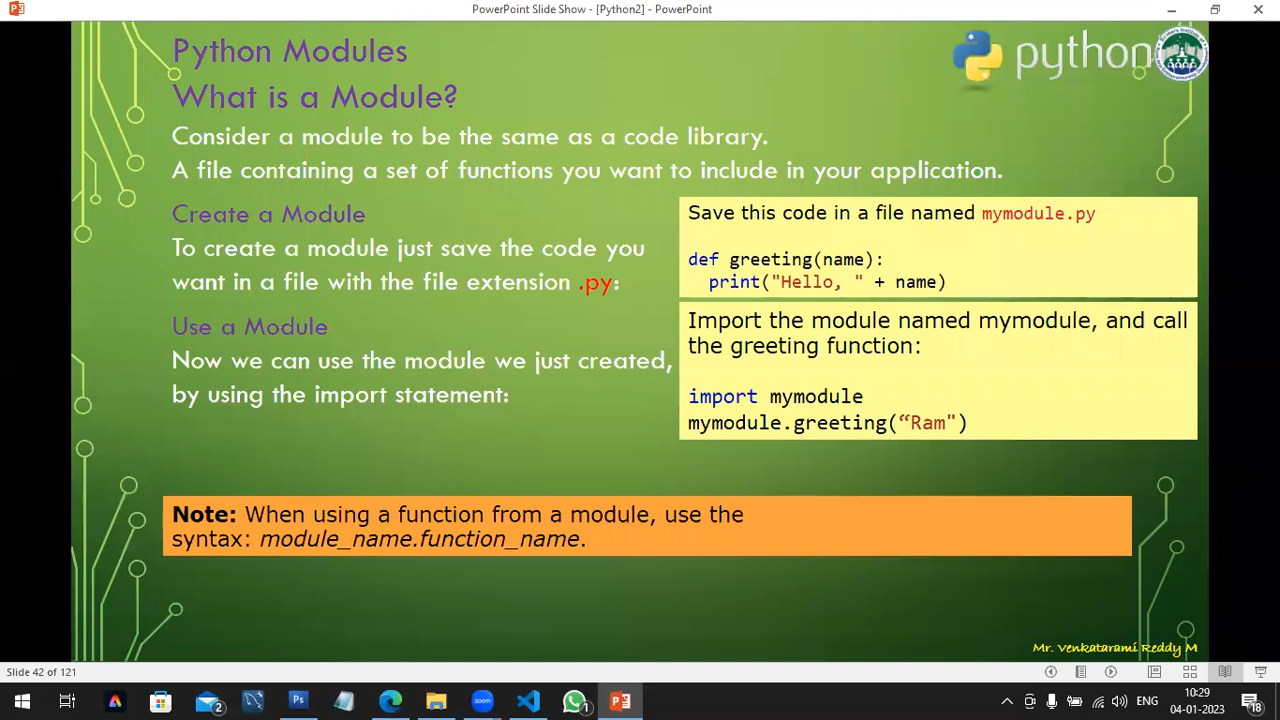 PowerPoint Slide Show - [Python2] - PowerPoint
Python Modules
python
What is a Module?
Consider a module to be the same as a code library.
A file containing a set of functions you want to include in your application.
Create a Module
To create a module just save the code you
want in a file with the file extension .py:
Use a Module
Now we can use the module we just created,
by using the import statement:
Save this code in a file named mymodule.py
def greeting(name):
print("Hello, " + name)
Import the module named mymodule, and call
the greeting function:
import mymodule
mymodule.greeting(“Ram")
Note: When using a function from a module, use the
syntax: module_name.function_name.
Mr. Venkatarami Reddy M
Slide 42 of 121
2
Ps
1
ENG
10:29
04-01-2023
18